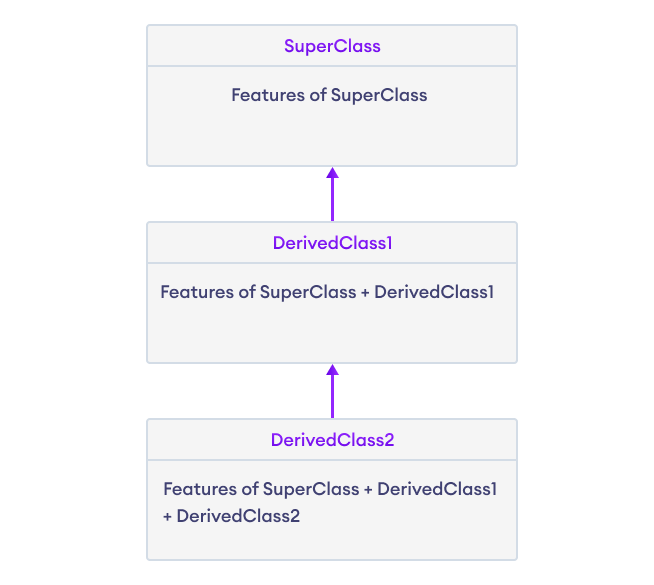 SuperClass
Features of SuperClass
DerivedClass1
Features of SuperClass + DerivedClass1
DerivedClass2
Features of SuperClass + DerivedClass1
+ DerivedClass2